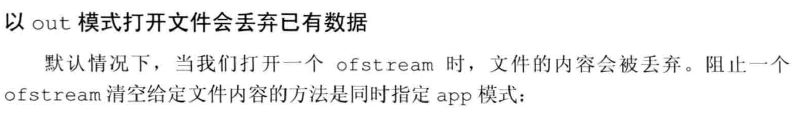 以 out 模式打开文件会丢弃已有数据
默认情况下，当我们打开一个 ofstream 时，文件的内容会被丢弃。阻止一个
ofstream 清空给定文件内容的方法是同时指定 app 模式：